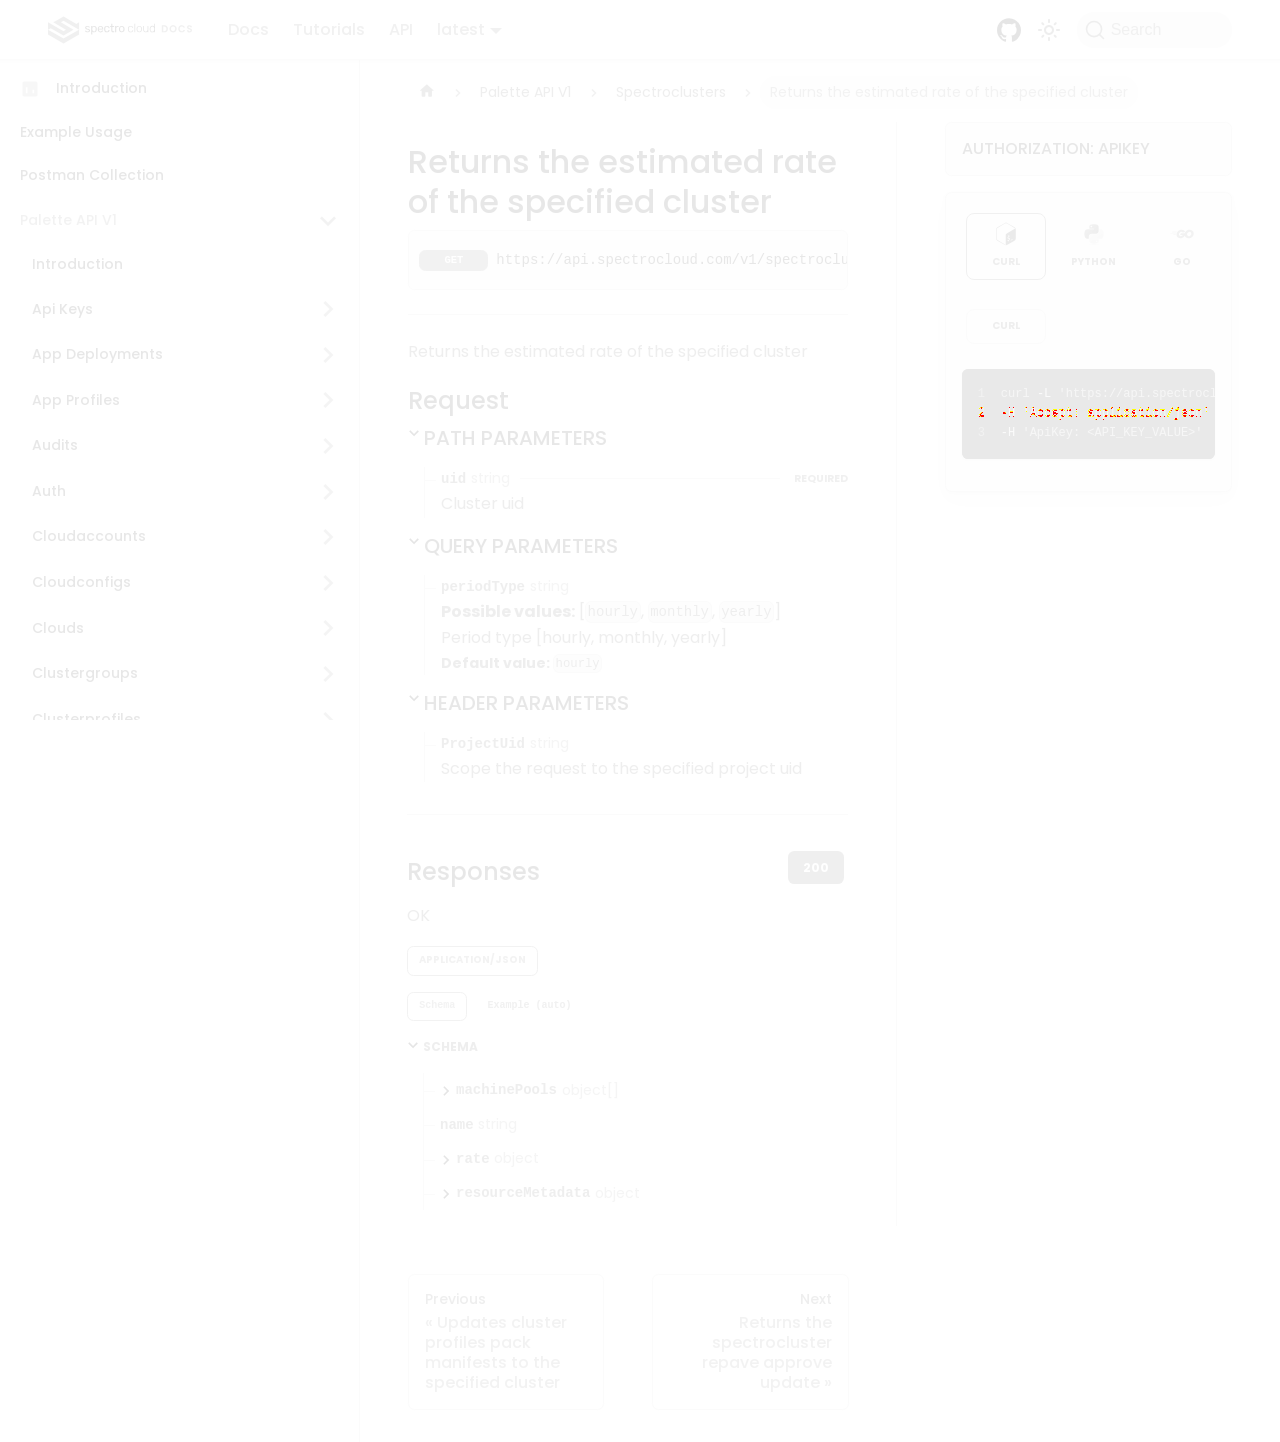 spectro cloud DOCS
Docs
Tutorials
API
latest
Search
Introduction
Example Usage
Postman Collection
Palette API V1
Introduction
Api Keys
App Deployments
App Profiles
Audits
Auth
Cloudaccounts
Cloudconfigs
Clouds
Clustergroups
Clusterprofiles
Palette API V1
Spectroclusters
Returns the estimated rate of the specified cluster
Returns the estimated rate
of the specified cluster
GET https://api.spectrocloud.com/v1/spectroclu
Returns the estimated rate of the specified cluster
Request
PATH PARAMETERS
uid string REQUIRED
Cluster uid
QUERY PARAMETERS
periodType string
Possible values: [hourly, monthly, yearly]
Period type [hourly, monthly, yearly]
Default value: hourly
HEADER PARAMETERS
ProjectUid string
Scope the request to the specified project uid
Responses
200
OK
APPLICATION/JSON
Schema
Example (auto)
SCHEMA
machinePools object[]
name string
rate object
resourceMetadata object
AUTHORIZATION: APIKEY
CURL
PYTHON
GO
GO
CURL
1 curl -L 'https://api.spectrocl
2 -H 'Accept: application/json'
3 -H 'ApiKey: <API_KEY_VALUE>'
Previous
« Updates cluster
profiles pack
manifests to the
specified cluster
Next
Returns the
spectrocluster
repave approve
update »